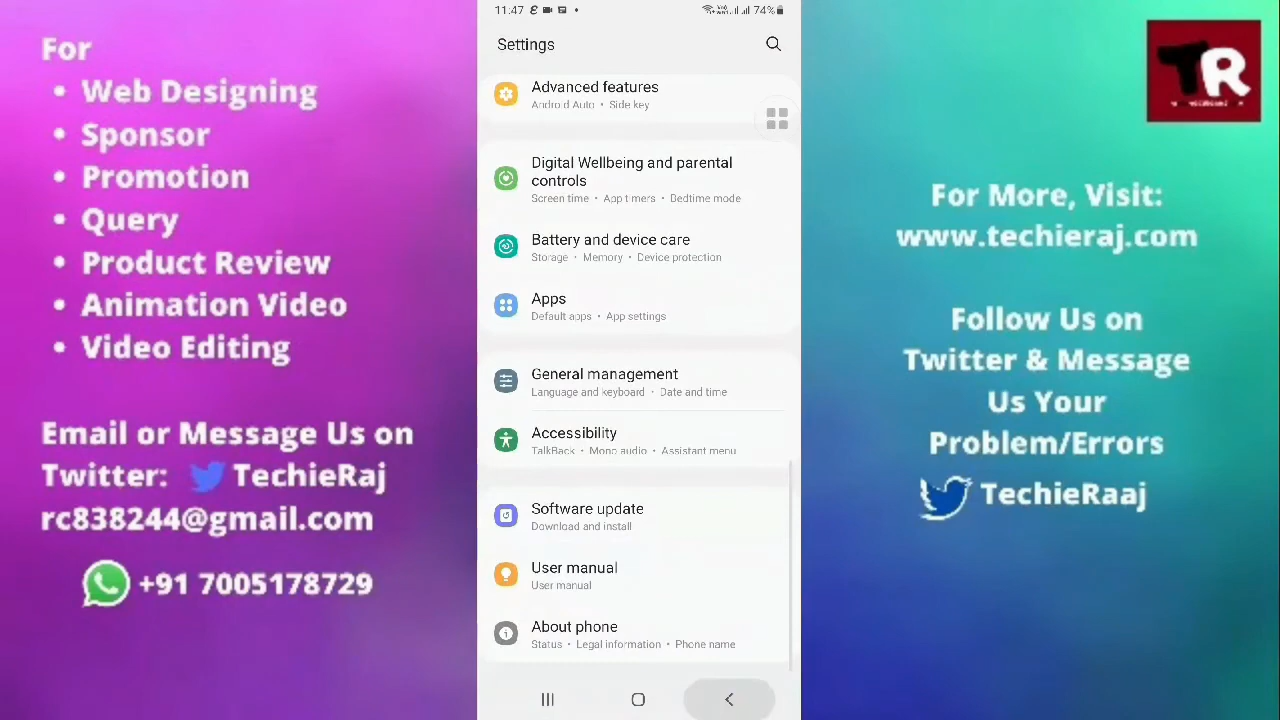 For
• Web Designing
• Sponsor
• Promotion
• Query
• Product Review
• Animation Video
• Video Editing
Email or Message Us on
Twitter: TechieRaj
rc838244@gmail.com
+91 7005178729
11:47
74%
Settings
Advanced features
Android Auto • Side key
Digital Wellbeing and parental
controls
Screen time • App timers • Bedtime mode
Battery and device care
Storage • Memory • Device protection
Apps
Default apps • App settings
General management
Language and keyboard • Date and time
Accessibility
TalkBack • Mono audio • Assistant menu
Software update
Download and install
User manual
User manual
About phone
Status • Legal information • Phone name
TR
For More, Visit:
www.techieraj.com
Follow Us on
Twitter & Message
Us Your
Problem/Errors
TechieRaaj